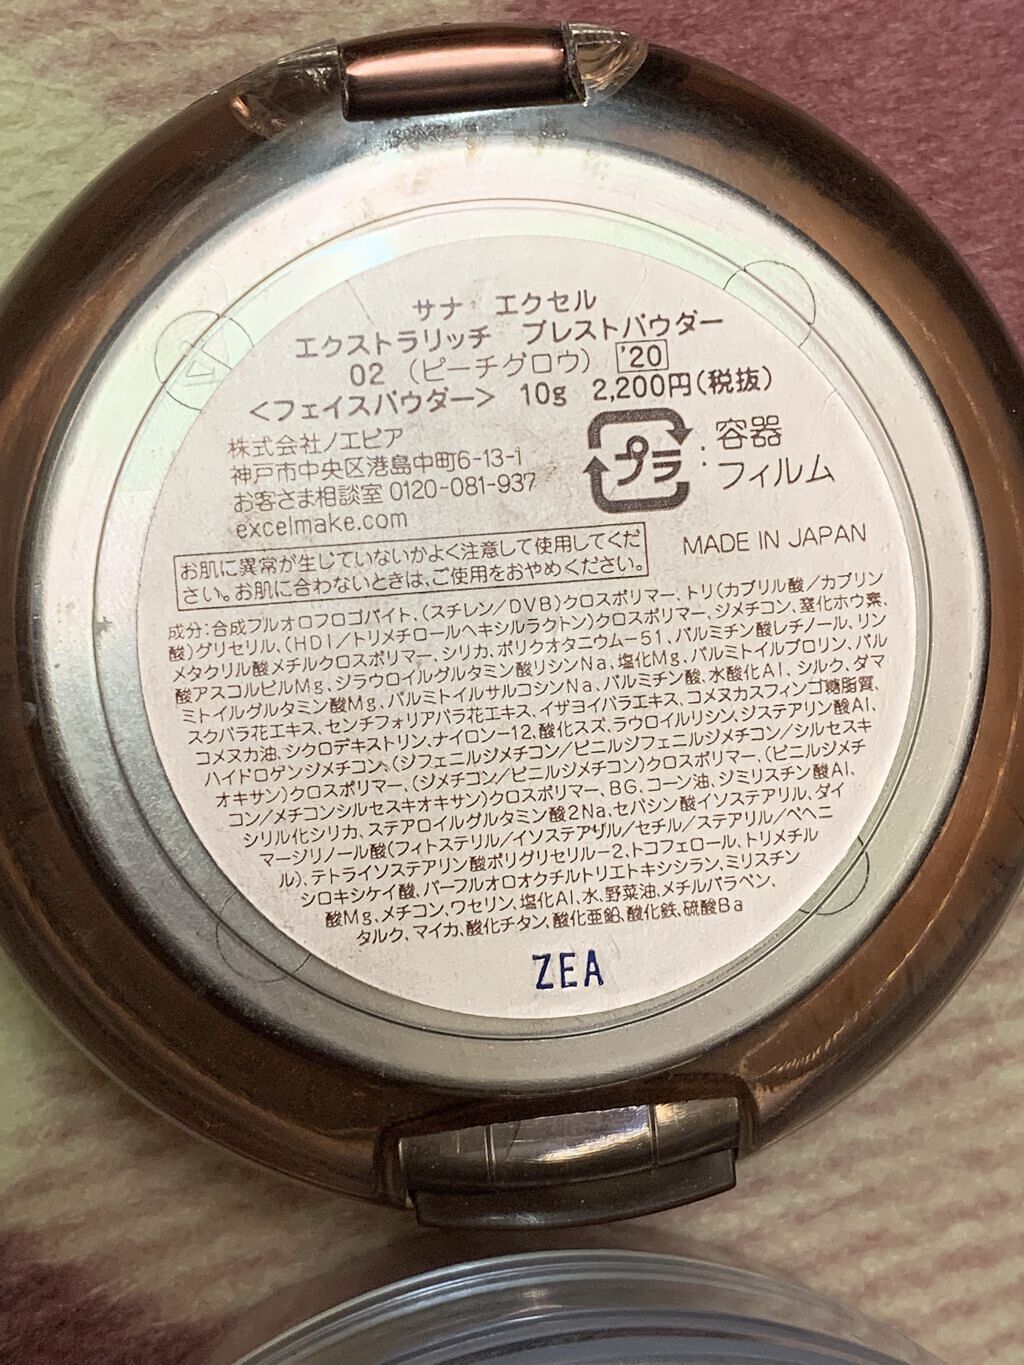 サナ エクセル
エクストラリッチ プレストパウダー
02 (ピーチグロウ) '20
<フェイスパウダー> 10g 2,200円(税抜)
株式会社ノエビア
神戸市中央区港島中町6-13-1
お客さま相談室 0120-081-937
excelmake.com
プラ : 容器
: フィルム
お肌に異常が生じていないかよく注意して使用してくだ
さい。お肌に合わないときは、ご使用をおやめください。
MADE IN JAPAN
成分:合成フルオロフロゴパイト、(スチレン/DVB)クロスポリマー、トリ(カプリル酸/カプリン
酸)グリセリル、(HDI/トリメチロールヘキシルラクトン)クロスポリマー、ジメチコン、窒化ホウ素、
メタクリル酸メチルクロスポリマー、シリカ、ポリクオタニウム-51、パルミチン酸レチノール、リン
酸アスコルビルMg、ジラウロイルグルタミン酸リシンNa、塩化Mg、パルミトイルプロリン、パル
ミトイルグルタミン酸Mg、パルミトイルサルコシンNa、パルミチン酸、水酸化Al、シルク、ダマ
スクバラ花エキス、センチフォリアバラ花エキス、イザヨイバラエキス、コメヌカスフィンゴ糖脂質、
コメヌカ油、シクロデキストリン、ナイロン-12、酸化スズ、ラウロイルリシン、ジステアリン酸Al、
ハイドロゲンジメチコン、(ジフェニルジメチコン/ビニルジフェニルジメチコン/シルセスキ
オキサン)クロスポリマー、(ジメチコン/ビニルジメチコン)クロスポリマー、(ビニルジメチ
コン/メチコンシルセスキオキサン)クロスポリマー、BG、コーン油、ジミリスチン酸Al、
シリル化シリカ、ステアロイルグルタミン酸2Na、セバシン酸イソステアリル、ダイ
マージリノール酸(フィトステリル/イソステアリル/セチル/ステアリル/ベヘニ
ル)、テトライソステアリン酸ポリグリセリル-2、トコフェロール、トリメチル
シロキシケイ酸、パーフルオロオクチルトリエトキシシラン、ミリスチン
酸Mg、メチコン、ワセリン、塩化Al、水、野菜油、メチルパラベン、
タルク、マイカ、酸化チタン、酸化亜鉛、酸化鉄、硫酸Ba
ZEA